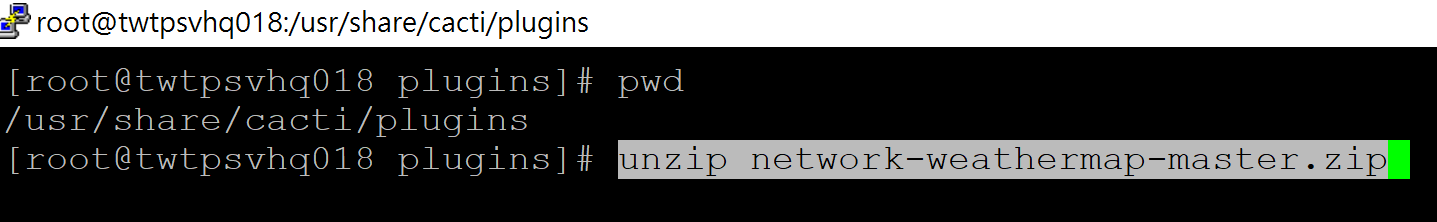 root@twtpsvhq018:/usr/share/cacti/plugins
[root@twtpsvhq018 plugins]# pwd
/usr/share/cacti/plugins
[root@twtpsvhq018 plugins]# unzip network-weathermap-master.zip